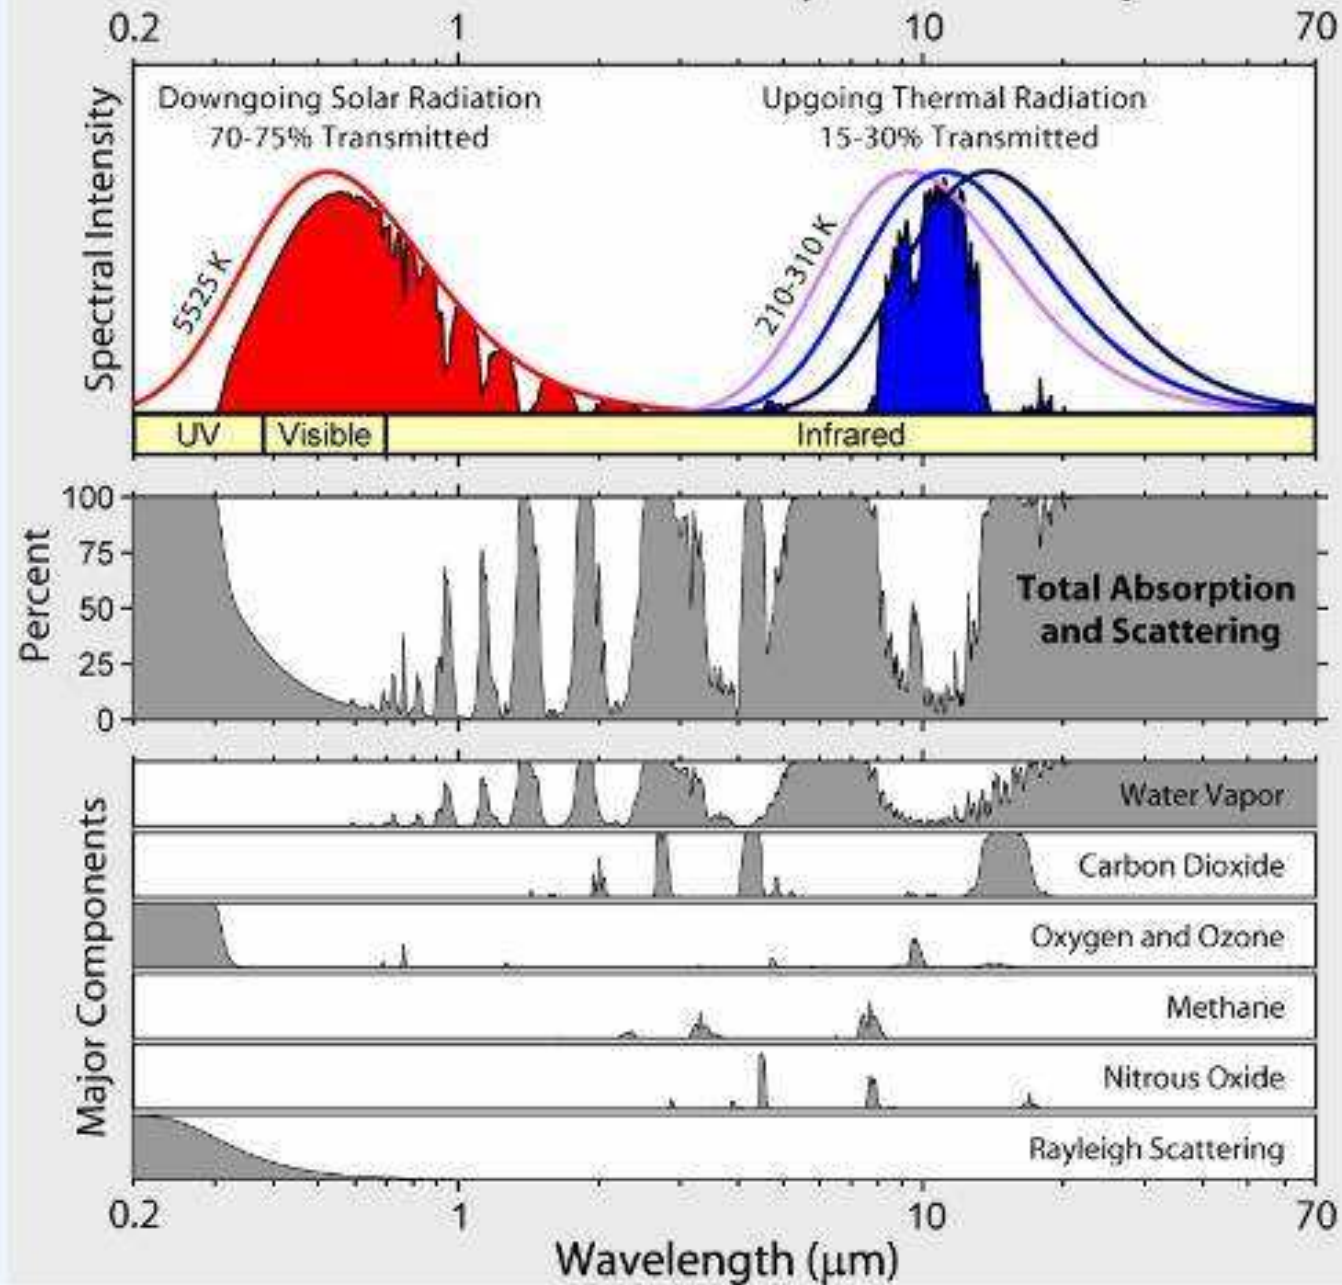 0.2 1 10 70
Spectral Intensity
Downgoing Solar Radiation
70-75% Transmitted
Upgoing Thermal Radiation
15-30% Transmitted
5525 K
210-310 K
UV Visible Infrared
Percent
100
75
50
25
0
Total Absorption
and Scattering
Major Components
Water Vapor
Carbon Dioxide
Oxygen and Ozone
Methane
Nitrous Oxide
Rayleigh Scattering
0.2 1 10 70
Wavelength (μm)